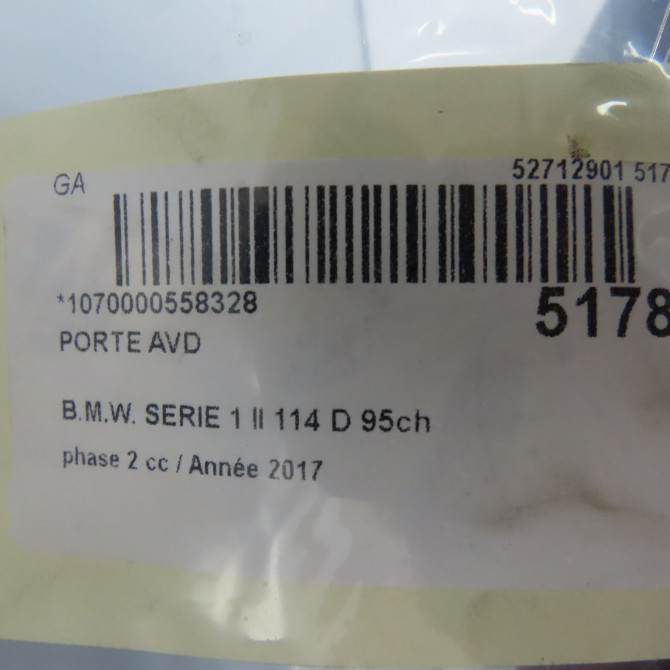 GA
52712901 517
*1070000558328
5178
PORTE AVD
B.M.W. SERIE 1 II 114 D 95ch
phase 2 cc / Année 2017